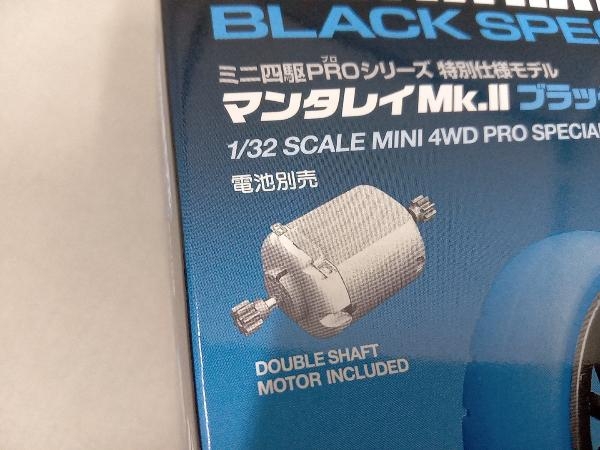 BLACK SPE
プロ
ミニ四駆PROシリーズ 特別仕様モデル
マンタレイMk.II ブラッ
1/32 SCALE MINI 4WD PRO SPECIA
電池別売
DOUBLE SHAFT
MOTOR INCLUDED